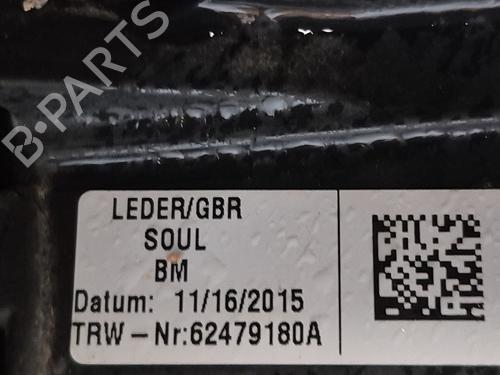 B-PARTS
LEDER/GBR
SOUL
BM
Datum: 11/16/2015
TRW-Nr:62479180A